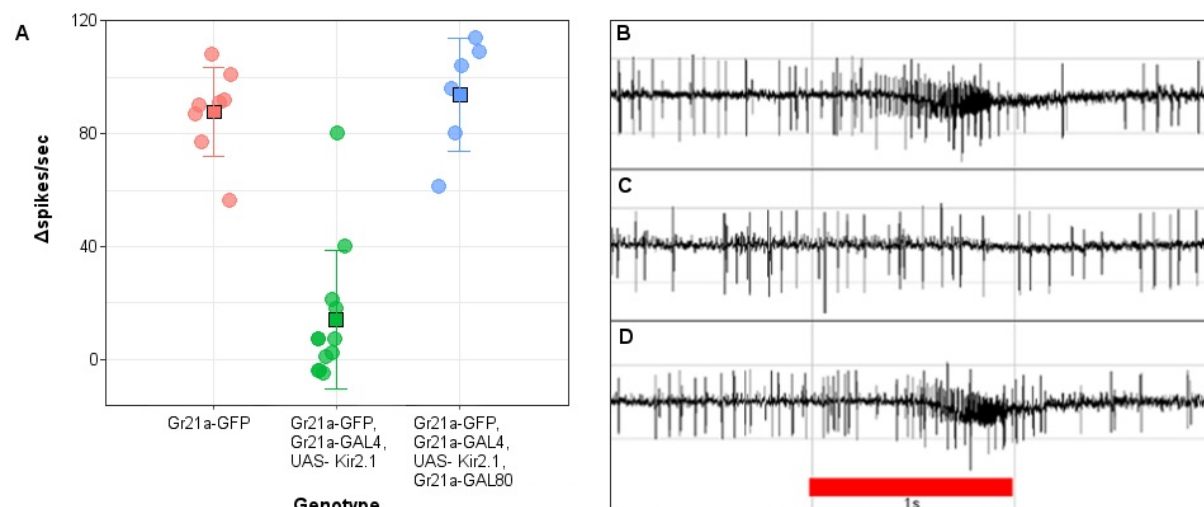 A
120
80
40
0
Δspikes/sec
Gr21a-GFP
Gr21a-GFP,
Gr21a-GAL4,
UAS- Kir2.1
Gr21a-GFP,
Gr21a-GAL4,
UAS- Kir2.1,
Gr21a-GAL80
Genotype
B
C
D
1s